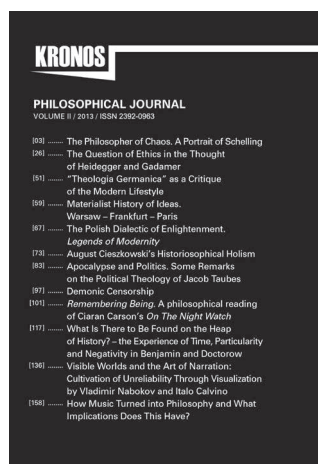 KRONOS
PHILOSOPHICAL JOURNAL
VOLUME II / 2013 / ISSN 2392-0963
[03] ........ The Philosopher of Chaos. A Portrait of Schelling
[26] ........ The Question of Ethics in the Thought
of Heidegger and Gadamer
[51] ........ "Theologia Germanica" as a Critique
of the Modern Lifestyle
[59] ........ Materialist History of Ideas.
Warsaw – Frankfurt – Paris
[67] ........ The Polish Dialectic of Enlightenment.
Legends of Modernity
[73] ........ August Cieszkowski's Historiosophical Holism
[83] ........ Apocalypse and Politics. Some Remarks
on the Political Theology of Jacob Taubes
[97] ........ Demonic Censorship
[101] ........ Remembering Being. A philosophical reading
of Ciaran Carson's On The Night Watch
[117] ........ What Is There to Be Found on the Heap
of History? – the Experience of Time, Particularity
and Negativity in Benjamin and Doctorow
[136] ........ Visible Worlds and the Art of Narration:
Cultivation of Unreliability Through Visualization
by Vladimir Nabokov and Italo Calvino
[158] ........ How Music Turned into Philosophy and What
Implications Does This Have?